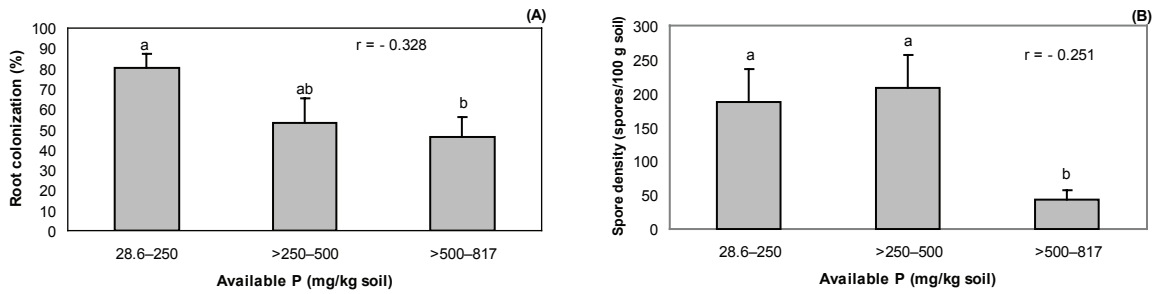 (A)
r = - 0.328
Root colonization (%)
100
90
80
70
60
50
40
30
20
10
0
a
ab
b
28.6–250
>250–500
>500–817
Available P (mg/kg soil)
(B)
r = - 0.251
Spore density (spores/100 g soil)
300
250
200
150
100
50
0
a
a
b
28.6–250
>250–500
>500–817
Available P (mg/kg soil)